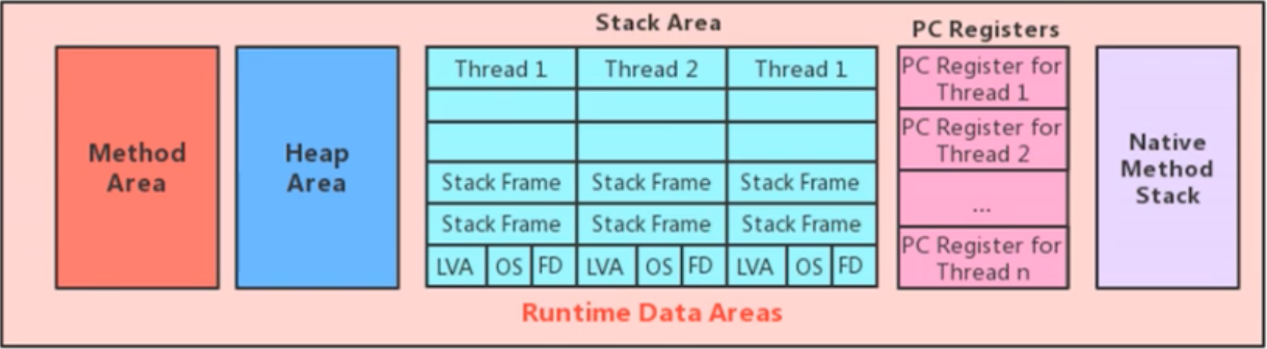 Stack Area
PC Registers
Method
Area
Heap
Area
Thread 1
Thread 2
Thread 1
Stack Frame
Stack Frame
Stack Frame
Stack Frame
Stack Frame
Stack Frame
LVA
OS
FD
LVA
OS
FD
LVA
OS
FD
PC Register for
Thread 1
PC Register for
Thread 2
...
PC Register for
Thread n
Native
Method
Stack
Runtime Data Areas